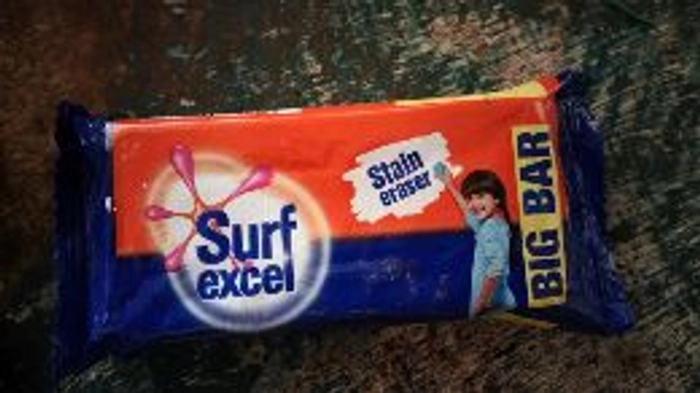 Surf
excel
Stain
eraser
BIG BAR